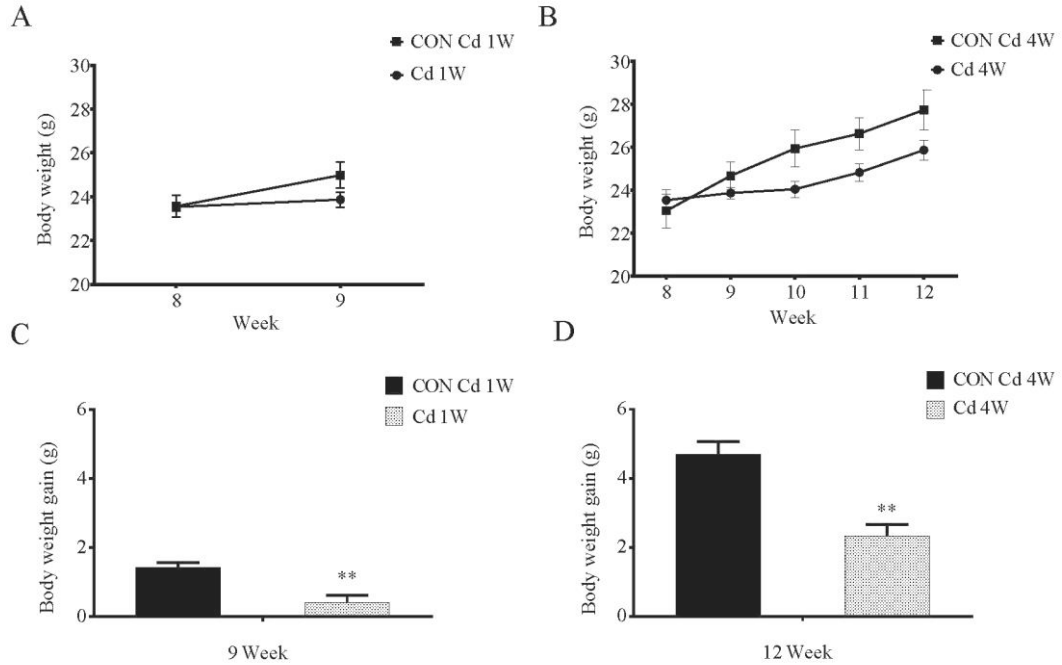 A
CON Cd 1W
Cd 1W
30
28
26
24
22
20
Body weight (g)
8
9
Week
B
CON Cd 4W
Cd 4W
30
28
26
24
22
20
Body weight (g)
8
9
10
11
12
Week
C
CON Cd 1W
Cd 1W
6
4
2
0
Body weight gain (g)
**
9 Week
D
CON Cd 4W
Cd 4W
6
4
2
0
Body weight gain (g)
**
12 Week